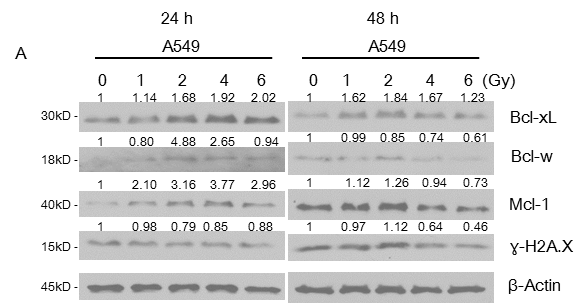 24 h 48 h
A A549 A549
0 1 2 4 6 0 1 2 4 6 (Gy)
1 1.14 1.68 1.92 2.02 1 1.62 1.84 1.67 1.23
30kD - Bcl-xL
1 0.80 4.88 2.65 0.94 1 0.99 0.85 0.74 0.61
18kD - Bcl-w
1 2.10 3.16 3.77 2.96 1 1.12 1.26 0.94 0.73
40kD - Mcl-1
1 0.98 0.79 0.85 0.88 1 0.97 1.12 0.64 0.46
15kD - ɣ-H2A.X
45kD - β-Actin